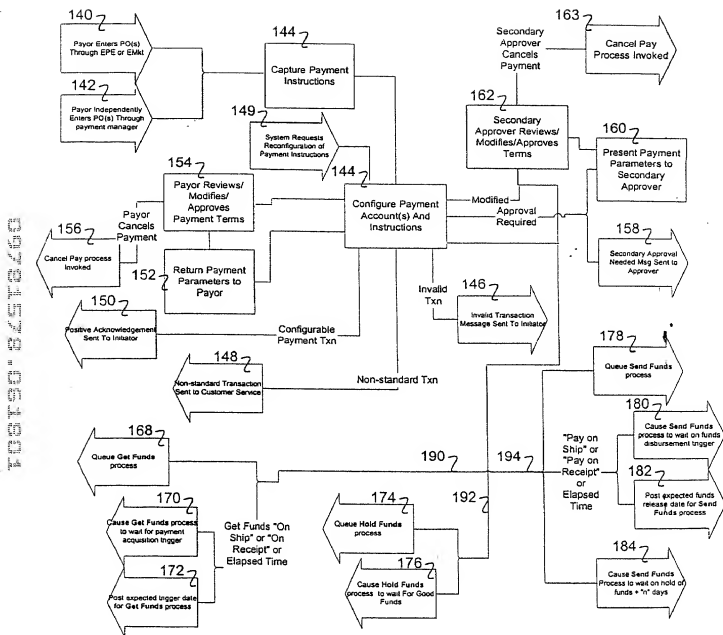 140
Payor Enters PO(s)
Through EPE or EMkt
142
Payor Independently
Enters PO(s) Through
payment manager
144
Capture Payment
Instructions
149
System Requests
Reconfiguration of
Payment Instructions
Secondary
Approver
Cancels
Payment
163
Cancel Pay
Process Invoked
162
Secondary
Approver Reviews/
Modifies/Approves
Terms
160
Present Payment
Parameters to
Secondary
Approver
154
Payor Reviews/
Modifies/
Approves
Payment Terms
144
Configure Payment
Account(s) And
Instructions
Modified
Approval
Required
156
Payor
Cancels
Payment
Cancel Pay process
Invoked
152
Return Payment
Parameters to
Payor
158
Secondary Approval
Needed Msg Sent to
Approver
150
Positive Acknowledgement
Sent To Initiator
Configurable
Payment Txn
Invalid
Txn
146
Invalid Transaction
Message Sent To Initiator
148
Non-standard Transaction
Sent to Customer Service
Non-standard Txn
178
Queue Send Funds
process
168
Queue Get Funds
process
190
194
"Pay on
Ship" or
"Pay on
Receipt"
or
Elapsed
Time
180
Cause Send Funds
process to wait on funds
disbursement trigger
182
Post expected funds
release date for Send
Funds process
170
Cause Get Funds process
to wait for payment
acquisition trigger
Get Funds "On
Ship" or "On
Receipt" or
Elapsed Time
174
Queue Hold Funds
process
192
172
Post expected trigger date
for Get Funds process
176
Cause Hold Funds
process to wait For Good
Funds
184
Cause Send Funds
Process to wait on hold of
funds + "n" days